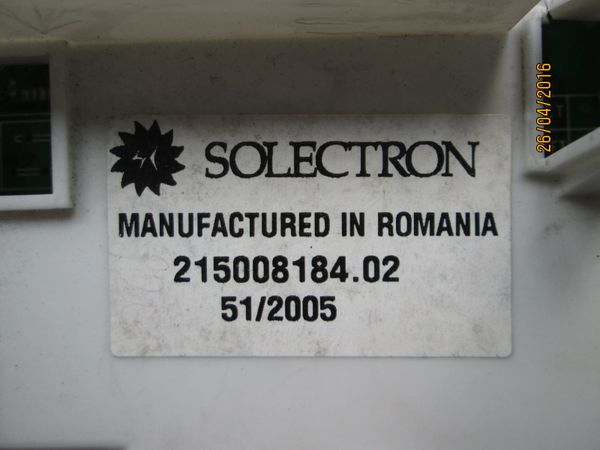 SOLECTRON
MANUFACTURED IN ROMANIA
215008184.02
51/2005
26/04/2016